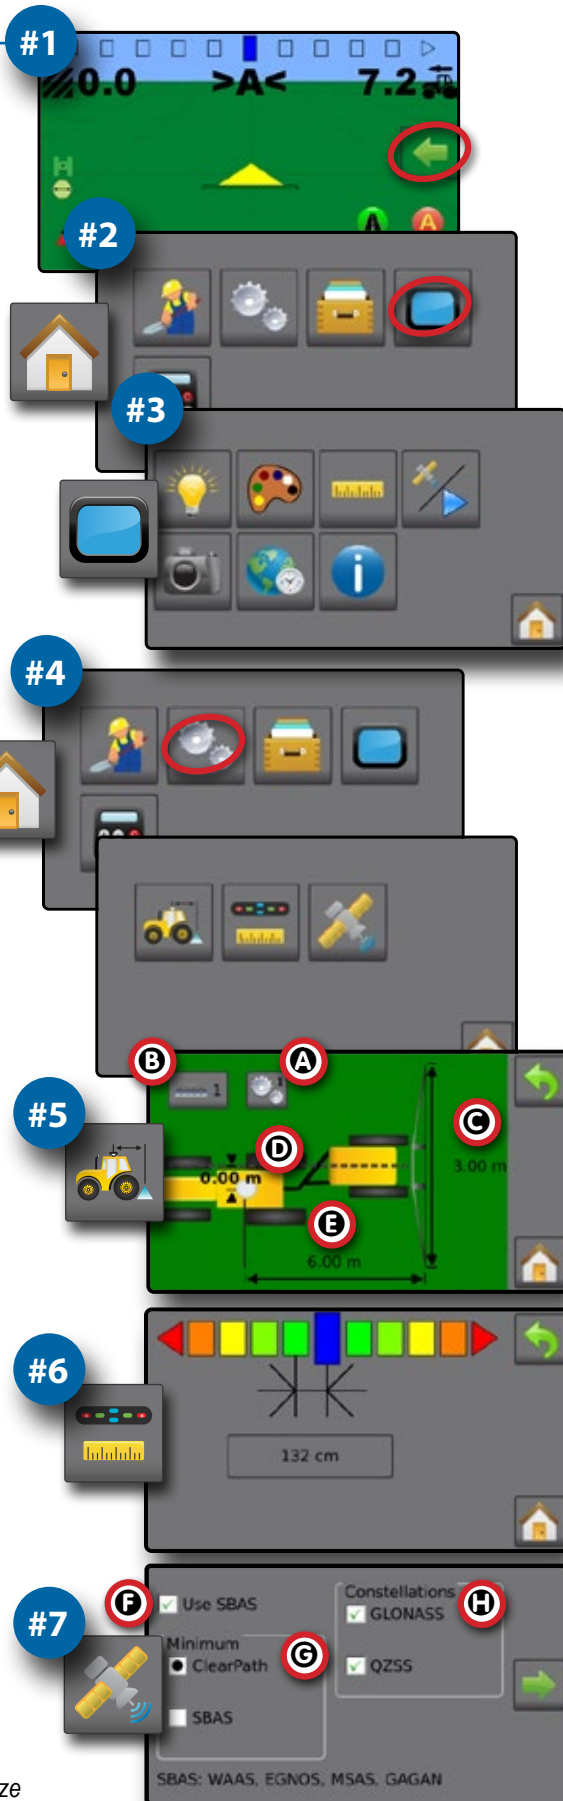 #1
0.0 >A< 7.2
A
#2
#3
#4
#5
B
A
1
1
C
D
0.00 m
3.00 m
E
6.00 m
#6
132 cm
#7
F
Use SBAS
Constellations
GLONASS
H
Minimum
ClearPath
G
QZSS
SBAS
SBAS: WAAS, EGNOS, MSAS, GAGAN
ze